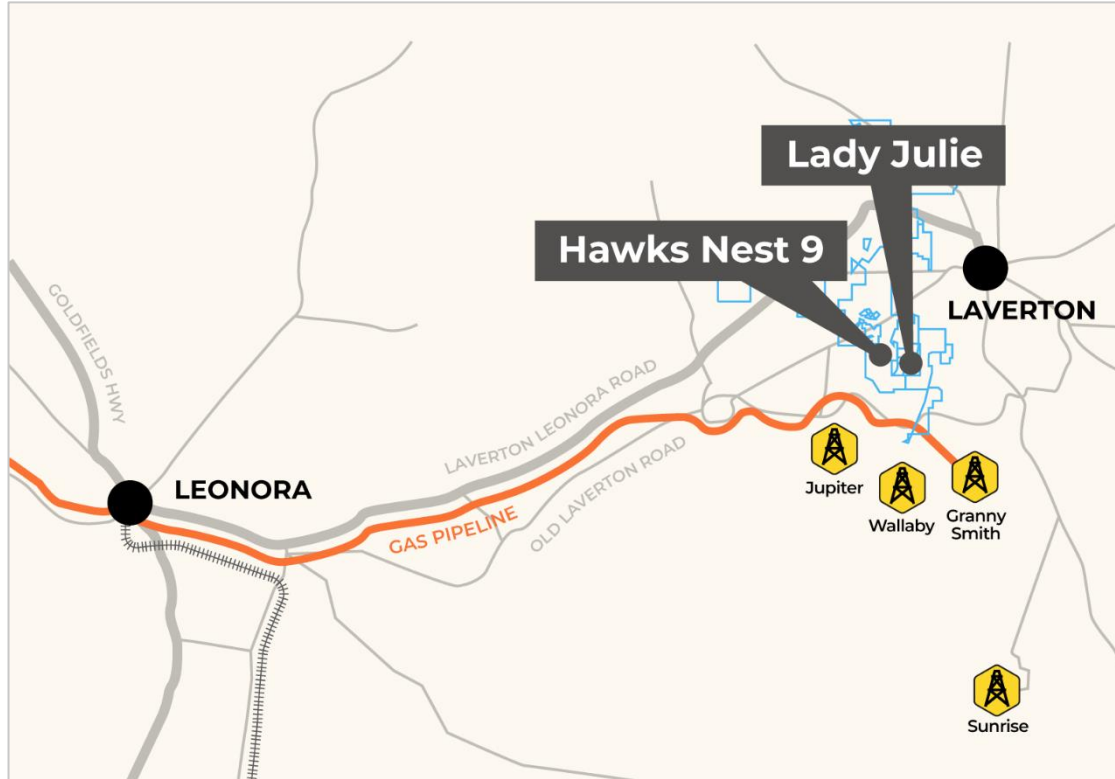 Lady Julie
Hawks Nest 9
LAVERTON
GOLDFIELDS HWY
LAVERTON LEONORA ROAD
LEONORA
GAS PIPELINE
OLD LAVERTON ROAD
Jupiter
Wallaby
Granny
Smith
Sunrise